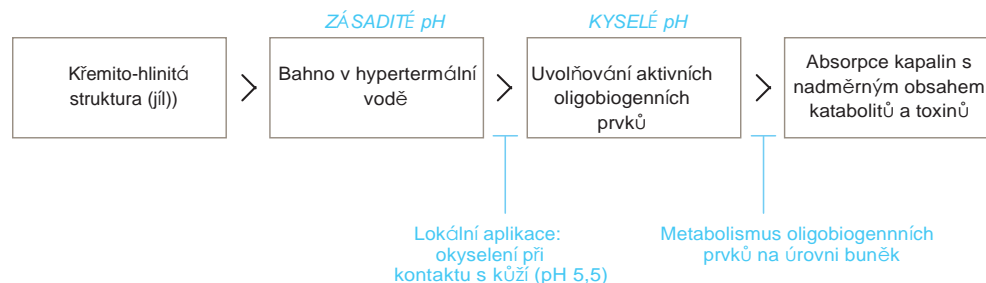 ZÁSADITÉ pH
KYSELÉ pH
Křemito-hlinitá
struktura (jíl))
Bahno v hypertermální
vodě
Uvolňování aktivních
oligobiogenních
prvků
Absorpce kapalin s
nadměrným obsahem
katabolitů a toxinů
Lokální aplikace:
okyselení při
kontaktu s kůží (pH 5,5)
Metabolismus oligobiogennních
prvků na úrovni buněk